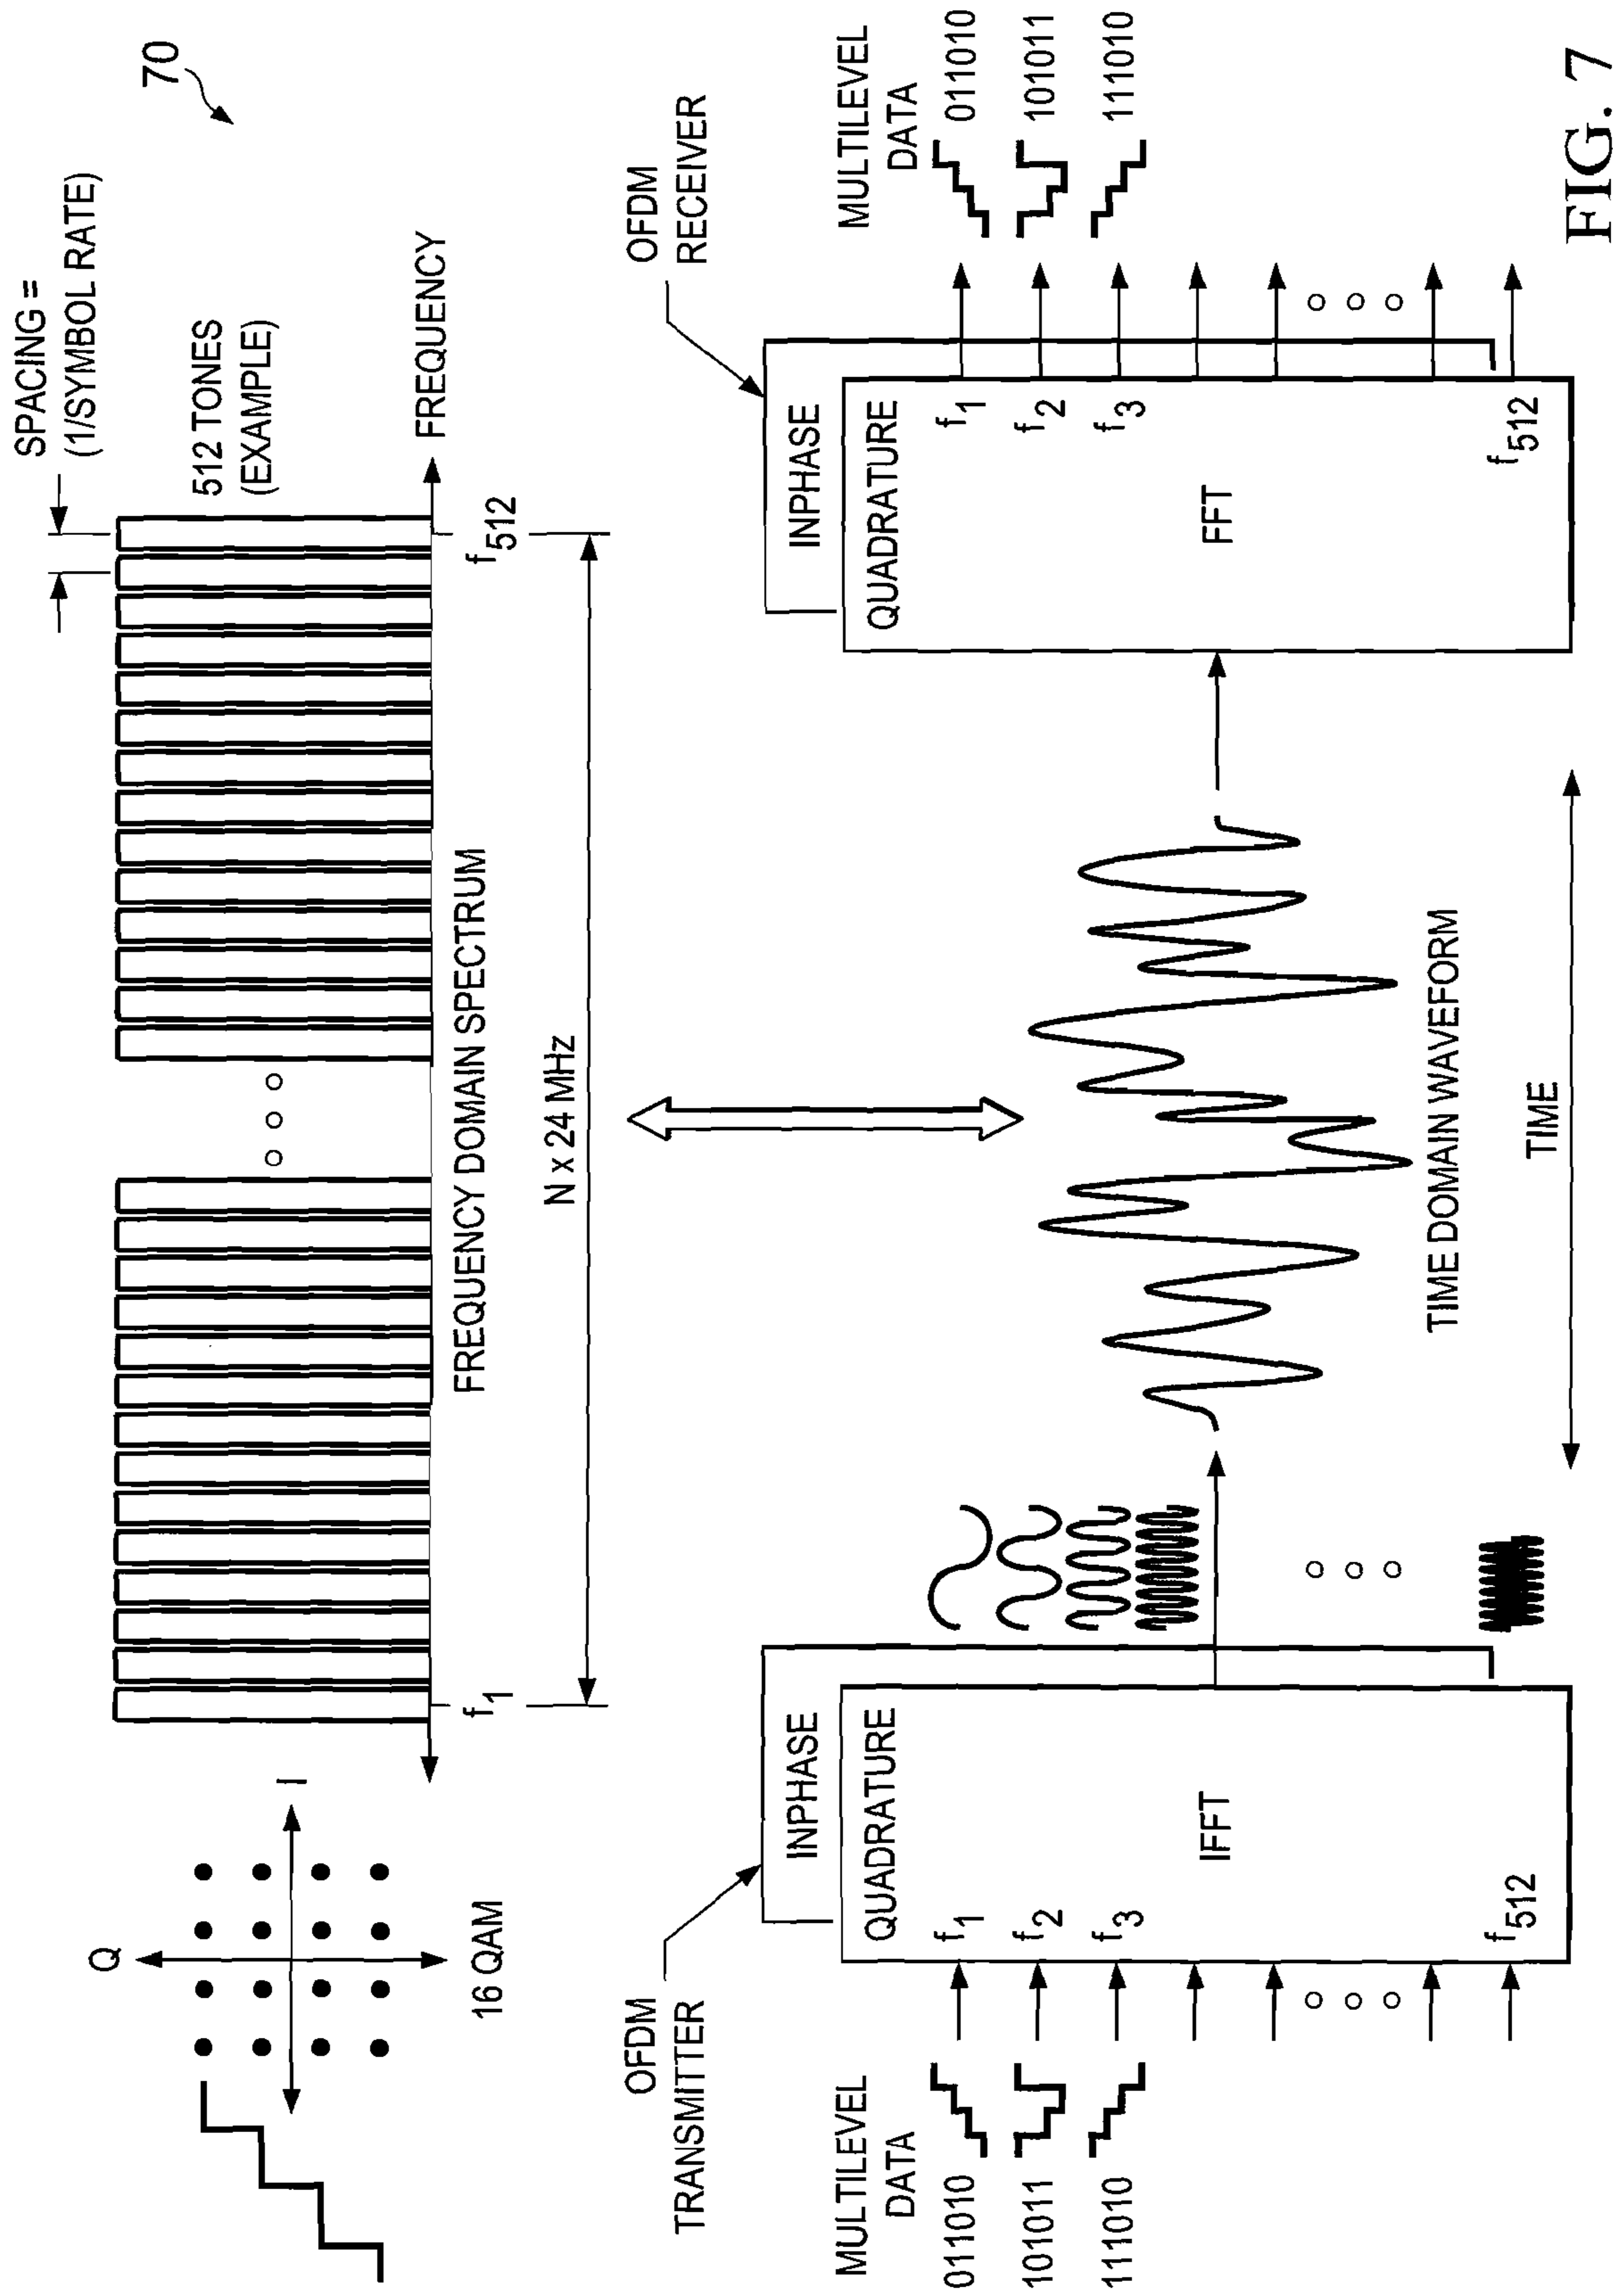 70
SPACING =
(1/SYMBOL RATE)
512 TONES
(EXAMPLE)
Q
I
16 QAM
f1
f512
FREQUENCY
FREQUENCY DOMAIN SPECTRUM
N x 24 MHz
OFDM
TRANSMITTER
INPHASE
QUADRATURE
MULTILEVEL
DATA
011010
101011
111010
f1
f2
f3
IFFT
f512
TIME DOMAIN WAVEFORM
TIME
OFDM
RECEIVER
INPHASE
QUADRATURE
f1
f2
f3
FFT
f512
MULTILEVEL
DATA
011010
101011
111010
FIG. 7